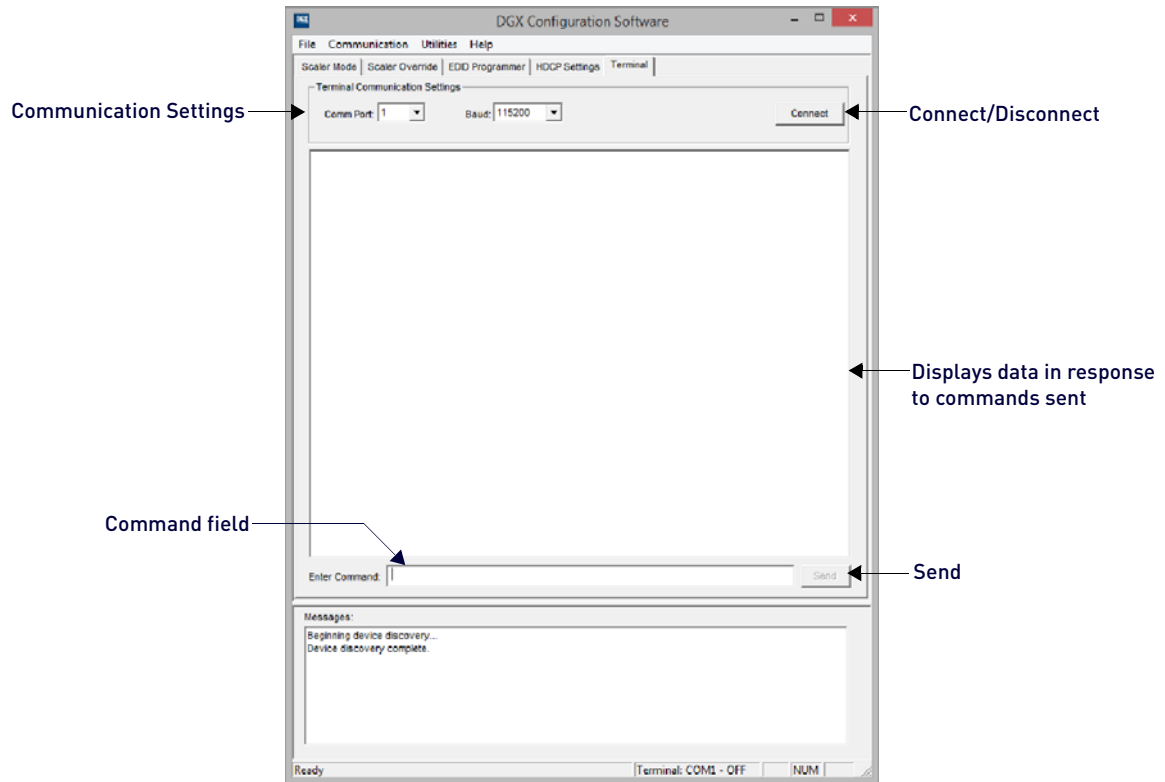 DGX
DGX Configuration Software
File Communication Utilities Help
Scaler Mode Scaler Override EDID Programmer HDCP Settings Terminal
Terminal Communication Settings
Communication Settings
Comm Port: 1
Baud: 115200
Connect
Connect/Disconnect
Displays data in response
to commands sent
Command field
Enter Command:
Send
Send
Messages:
Beginning device discovery...
Device discovery complete.
Ready
Terminal: COM1 - OFF
NUM